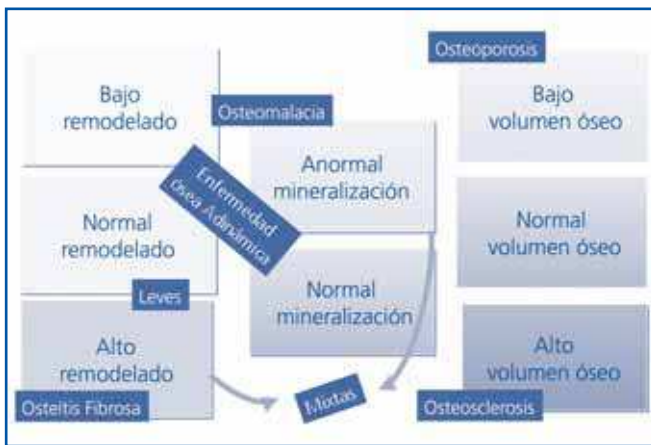 Bajo
remodelado
Normal
remodelado
Leves
Alto
remodelado
Osteítis Fibrosa
Osteomalacia
Enfermedad
ósea Adinámica
Anormal
mineralización
Normal
mineralización
Mixtas
Osteoporosis
Bajo
volumen óseo
Normal
volumen óseo
Alto
volumen óseo
Osteosclerosis